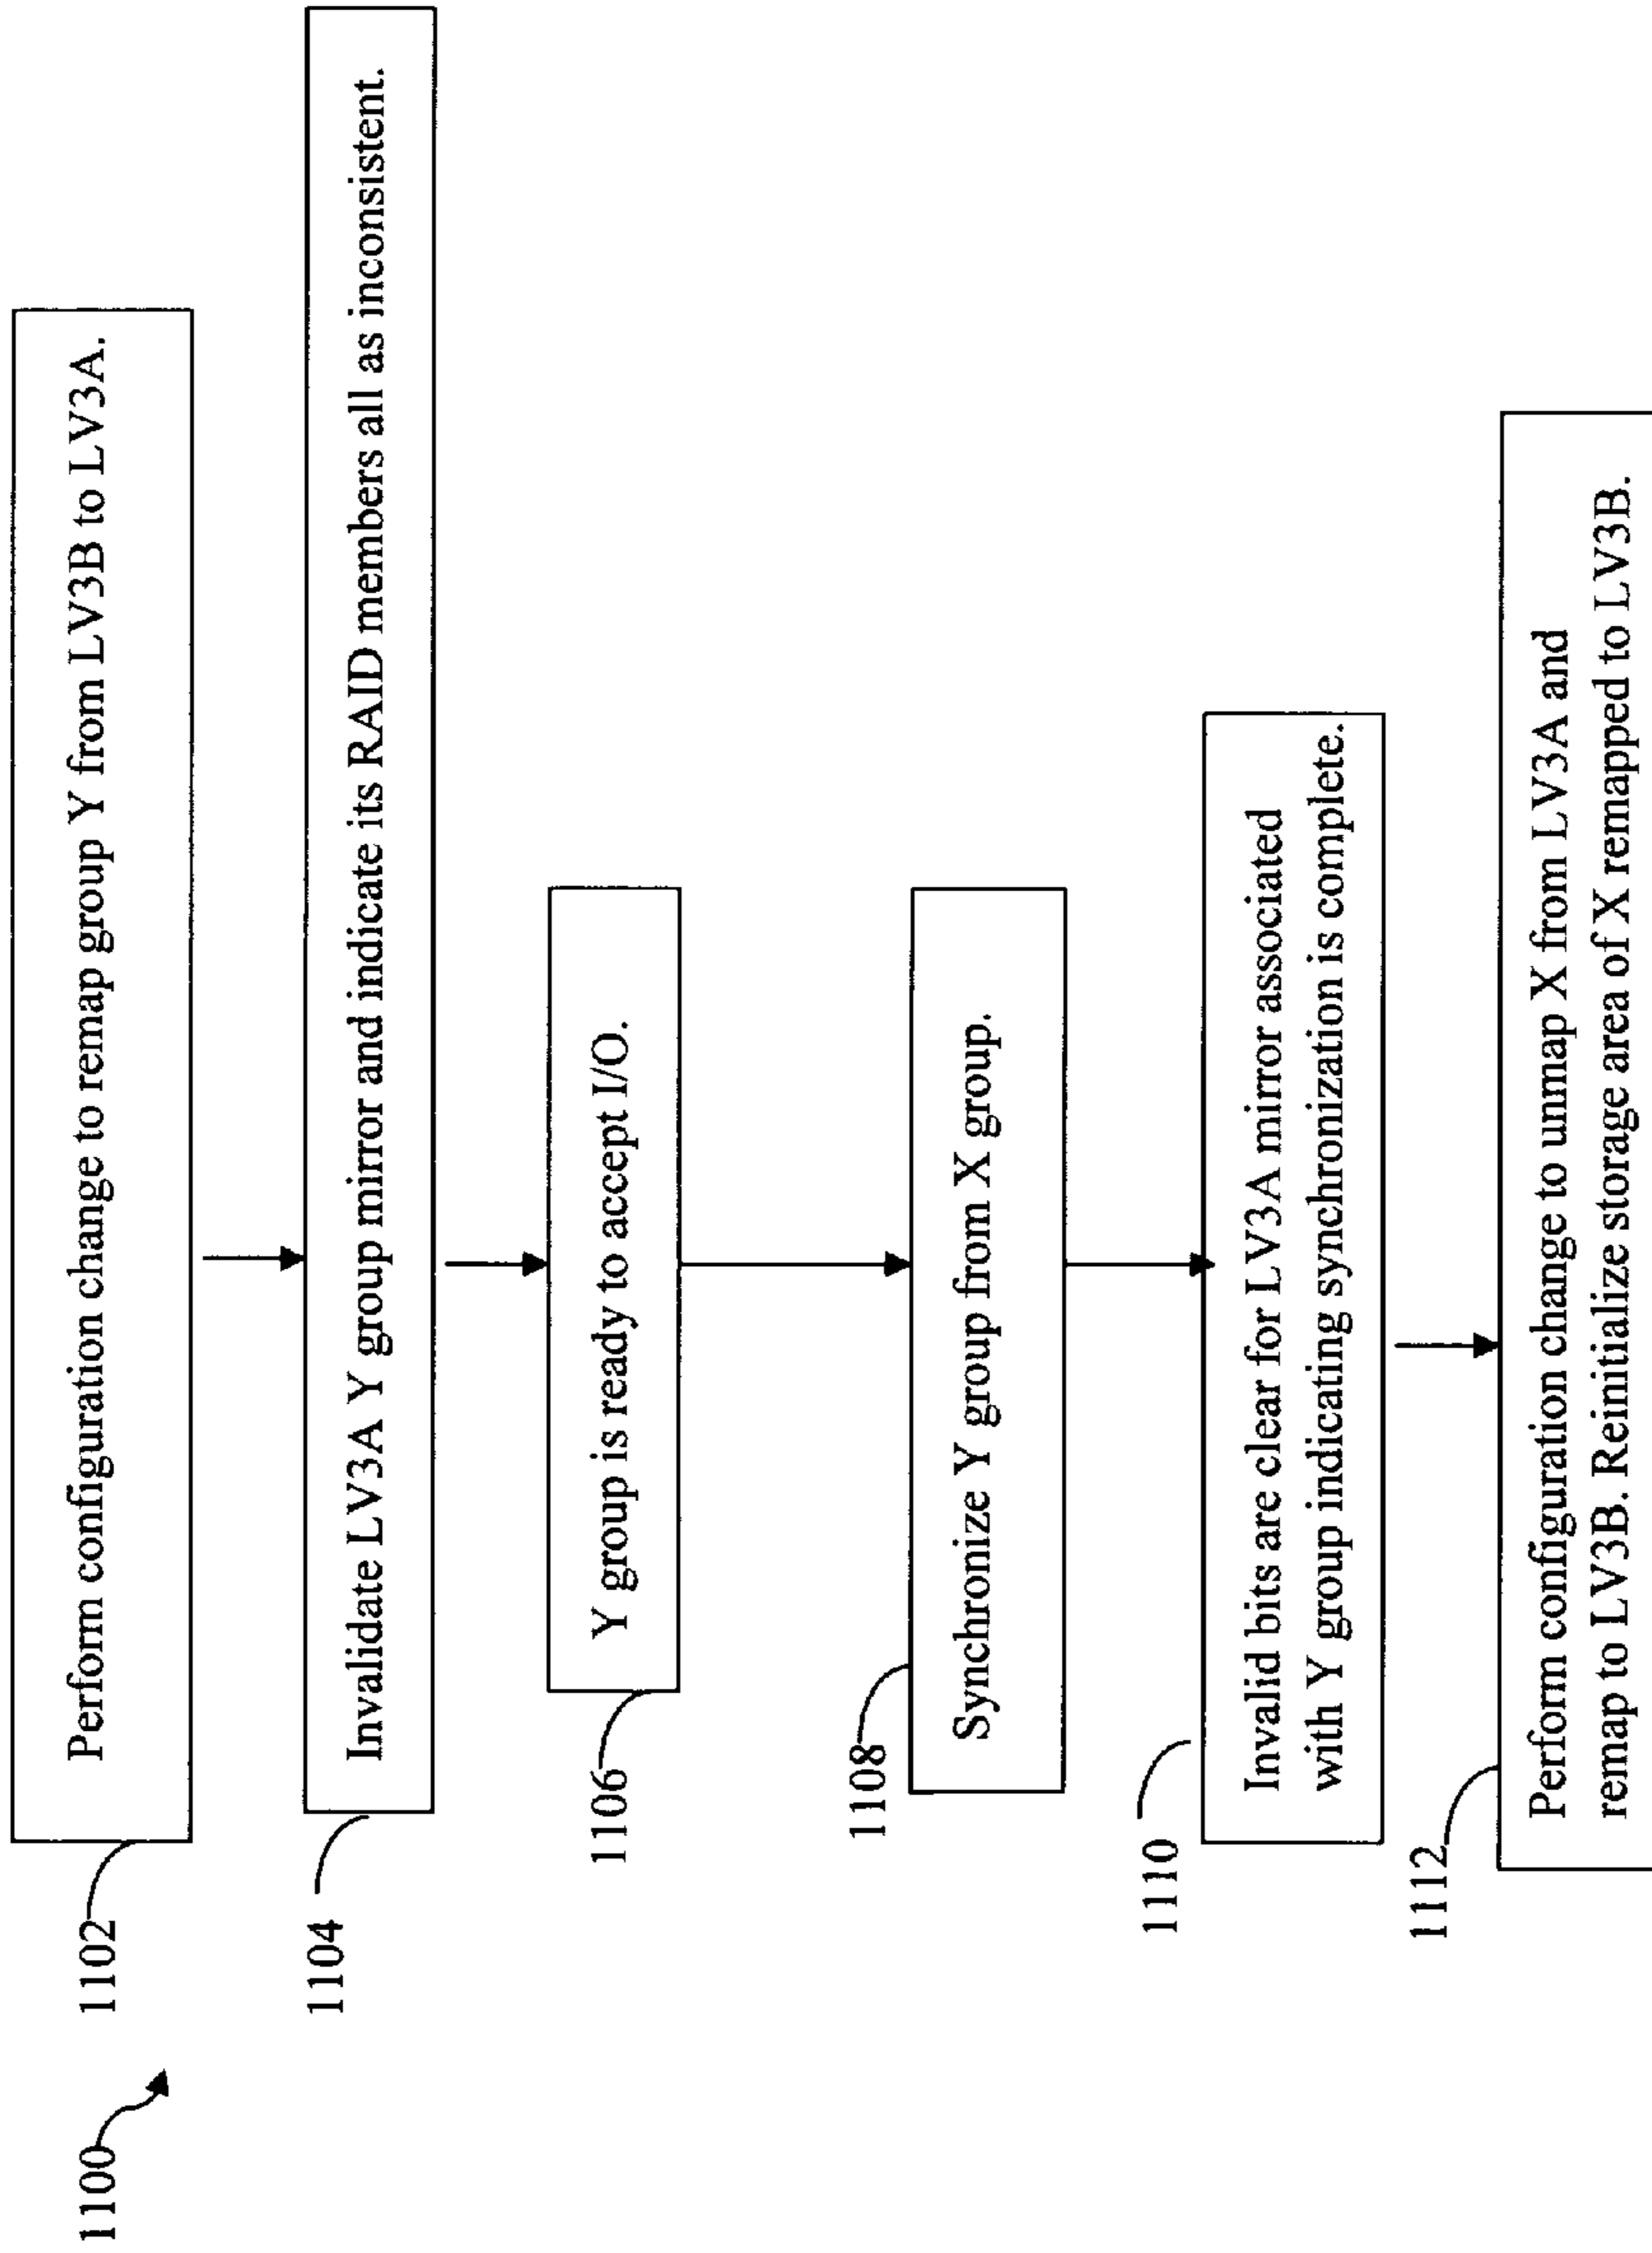 1100
1102
Perform configuration change to remap group Y from LV3B to LV3A.
1104
Invalidate LV3A Y group mirror and indicate its RAID members all as inconsistent.
1106
Y group is ready to accept I/O.
1108
Synchronize Y group from X group.
1110
Invalid bits are clear for LV3A mirror associated
with Y group indicating synchronization is complete.
1112
Perform configuration change to unmap X from LV3A and
remap to LV3B. Reinitialize storage area of X remapped to LV3B.